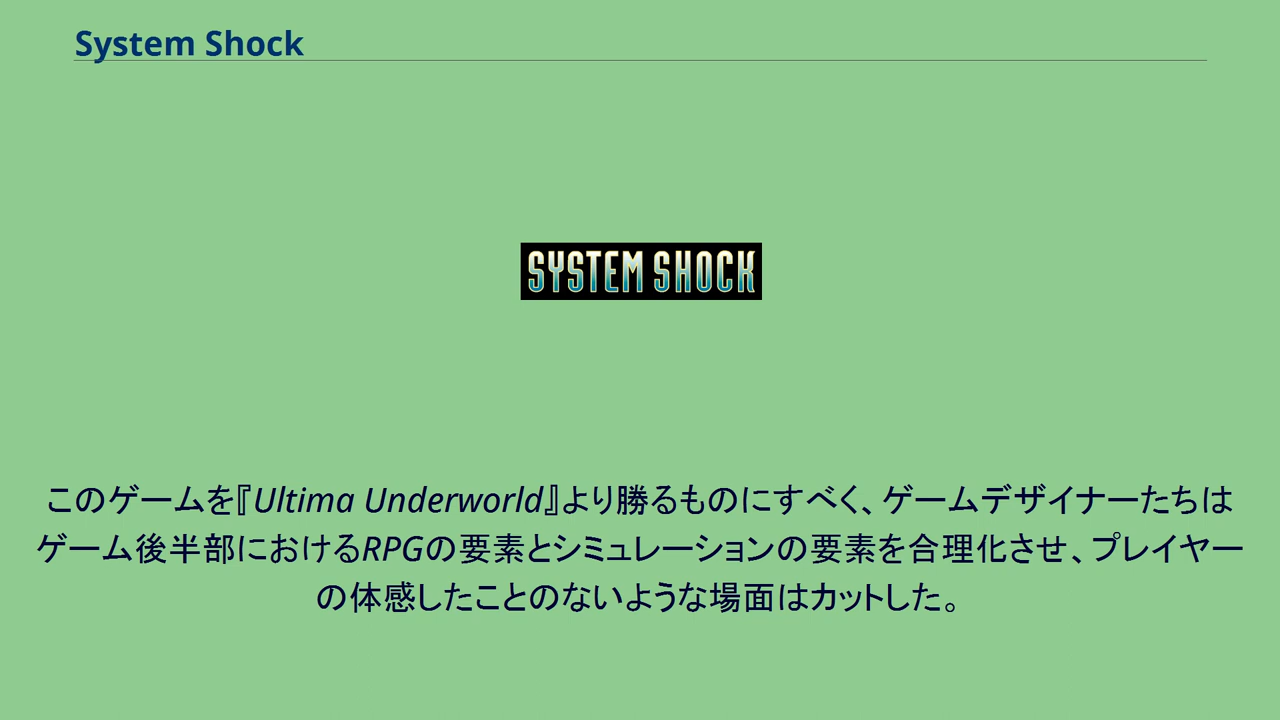 System Shock
SYSTEM SHOCK
このゲームを『Ultima Underworld』より勝るものにすべく、ゲームデザイナーたちは
ゲーム後半部におけるRPGの要素とシミュレーションの要素を合理化させ、プレイヤー
の体感したことのないような場面はカットした。